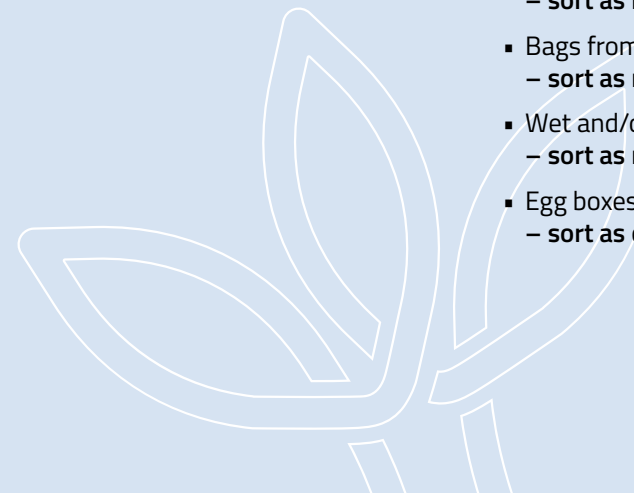 – sort as
▪ Bags from
– sort as
▪ Wet and/
– sort as
▪ Egg boxes
– sort as